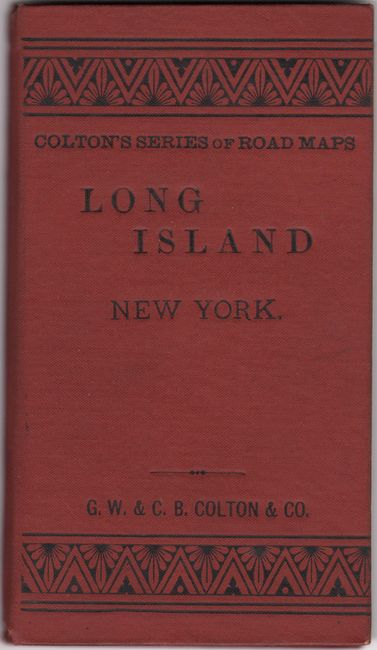 COLTON'S SERIES OF ROAD MAPS
LONG
ISLAND
NEW YORK.
G. W. & C. B. COLTON & CO.